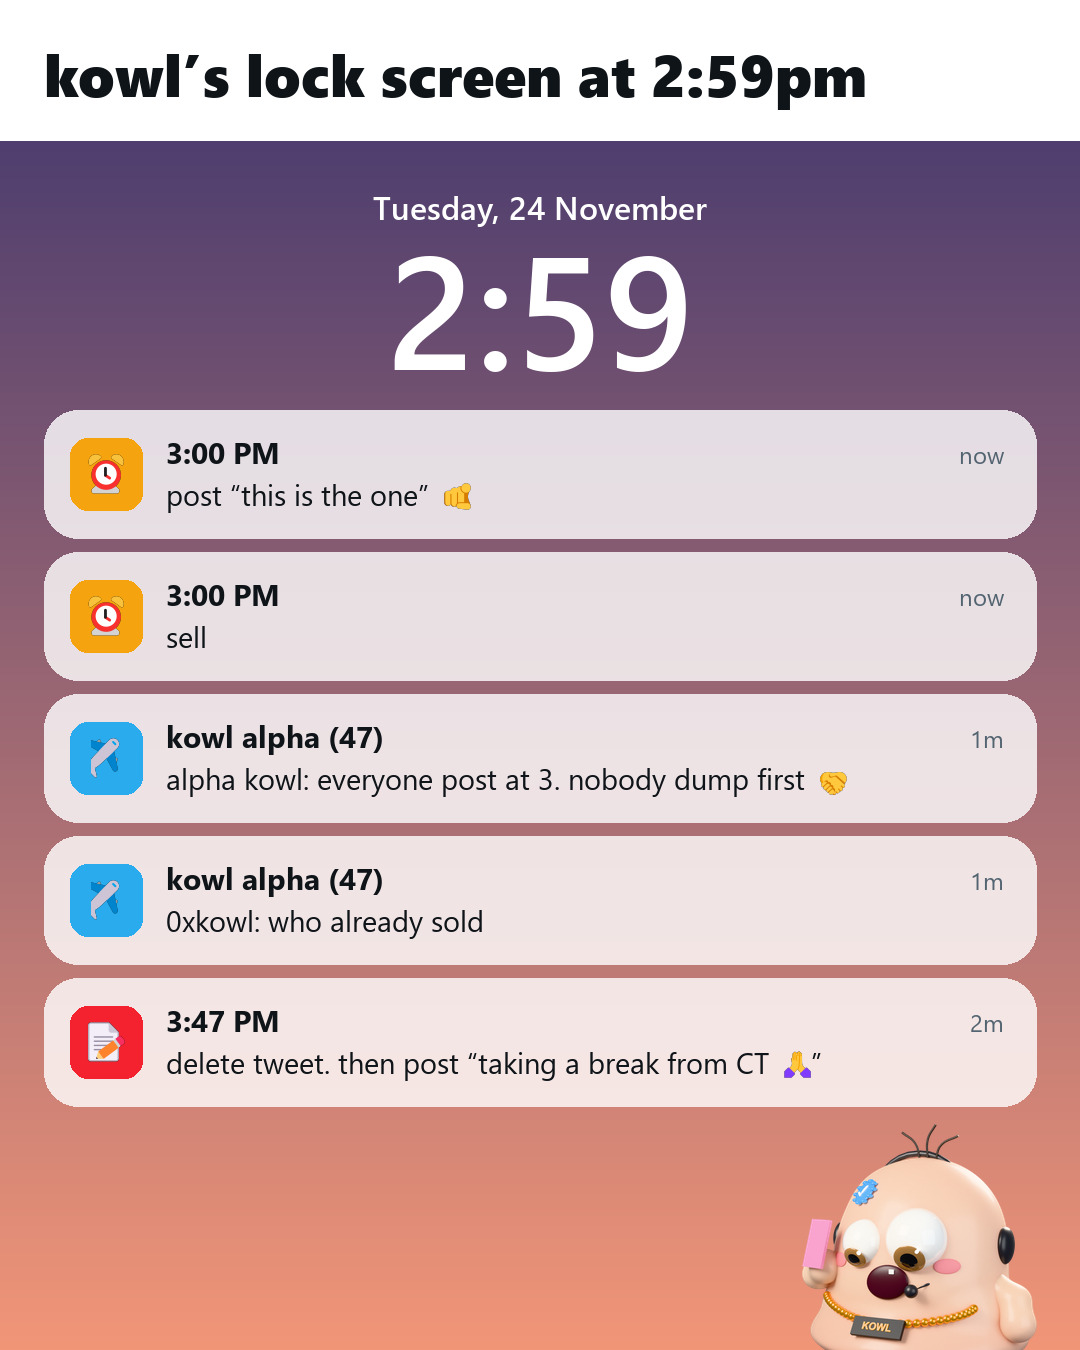 kowl’s lock screen at 2:59pm
Tuesday, 24 November
2:59
3:00 PM
now
post “this is the one” 🫵
3:00 PM
now
sell
kowl alpha (47)
1m
alpha kowl: everyone post at 3. nobody dump first 🤝
kowl alpha (47)
1m
0xkowl: who already sold
3:47 PM
2m
delete tweet. then post “taking a break from CT 🙏”
KOWL